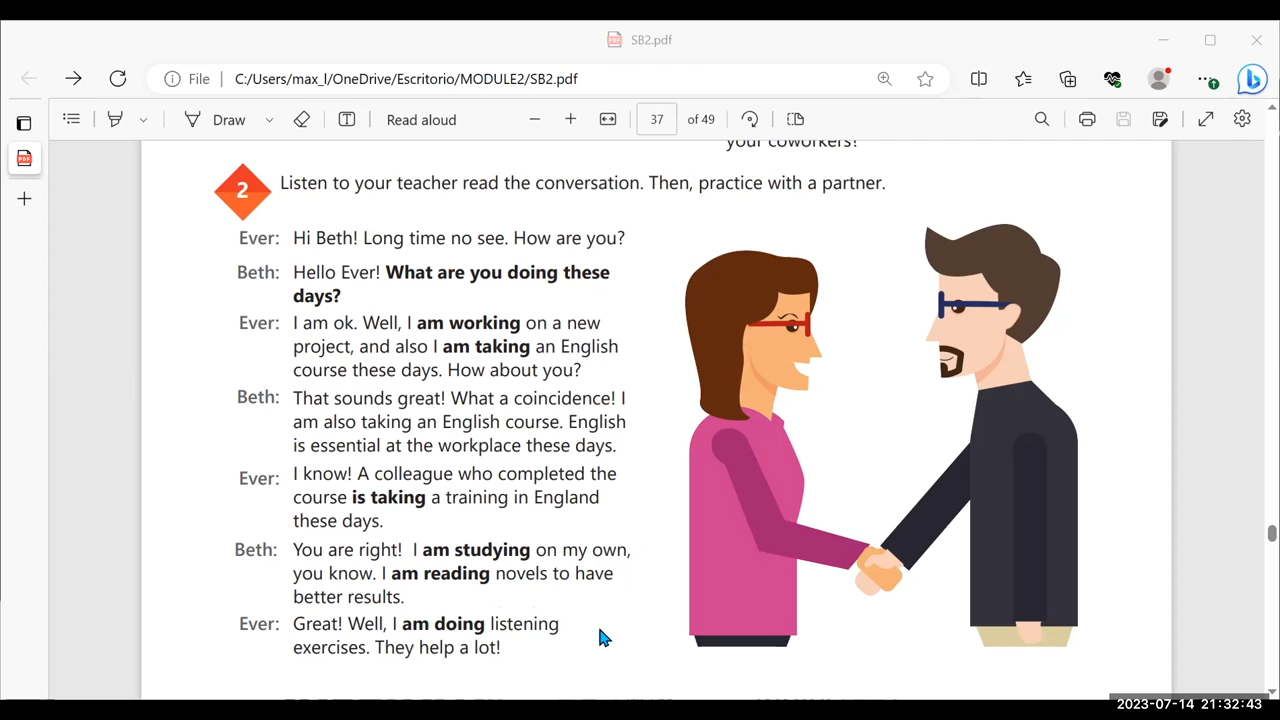 SB2.pdf
File C:/Users/max_l/OneDrive/Escritorio/MODULE2/SB2.pdf
Draw Read aloud 37 of 49
your coworkers!
2 Listen to your teacher read the conversation. Then, practice with a partner.
Ever: Hi Beth! Long time no see. How are you?
Beth: Hello Ever! What are you doing these
days?
Ever: I am ok. Well, I am working on a new
project, and also I am taking an English
course these days. How about you?
Beth: That sounds great! What a coincidence! I
am also taking an English course. English
is essential at the workplace these days.
Ever: I know! A colleague who completed the
course is taking a training in England
these days.
Beth: You are right! I am studying on my own,
you know. I am reading novels to have
better results.
Ever: Great! Well, I am doing listening
exercises. They help a lot!
2023-07-14 21:32:43